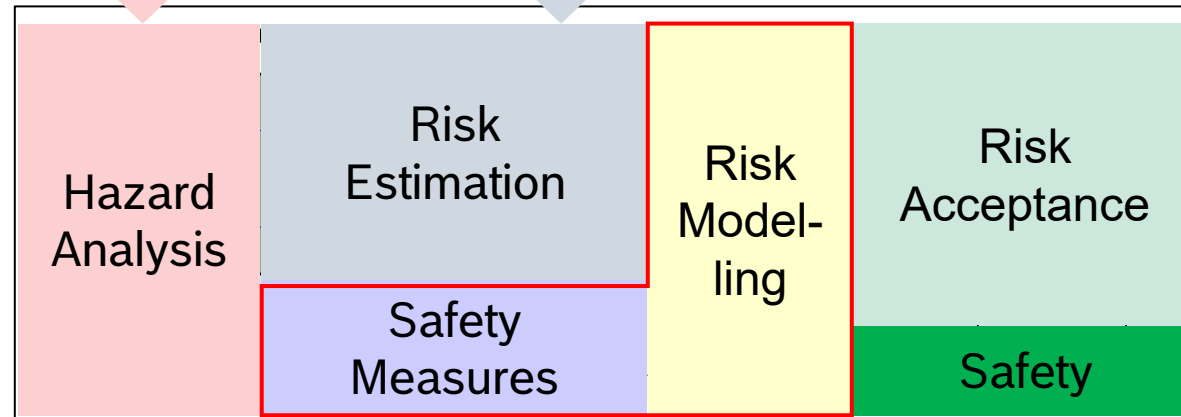 Hazard
Analysis
Risk
Estimation
Safety
Measures
Risk
Model-
ling
Risk
Acceptance
Safety